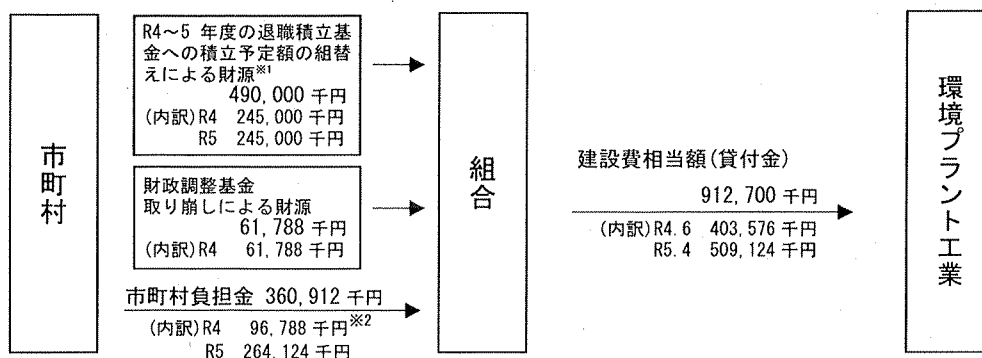 市町村
R4～5 年度の退職積立基
金への積立予定額の組替
えによる財源※1
490,000 千円
(内訳)R4 245,000 千円
R5 245,000 千円
財政調整基金
取り崩しによる財源
61,788 千円
(内訳)R4 61,788 千円
市町村負担金 360,912 千円
(内訳)R4 96,788 千円※2
R5 264,124 千円
組合
建設費相当額(貸付金)
912,700 千円
(内訳)R4.6 403,576 千円
R5.4 509,124 千円
環境プラント工業